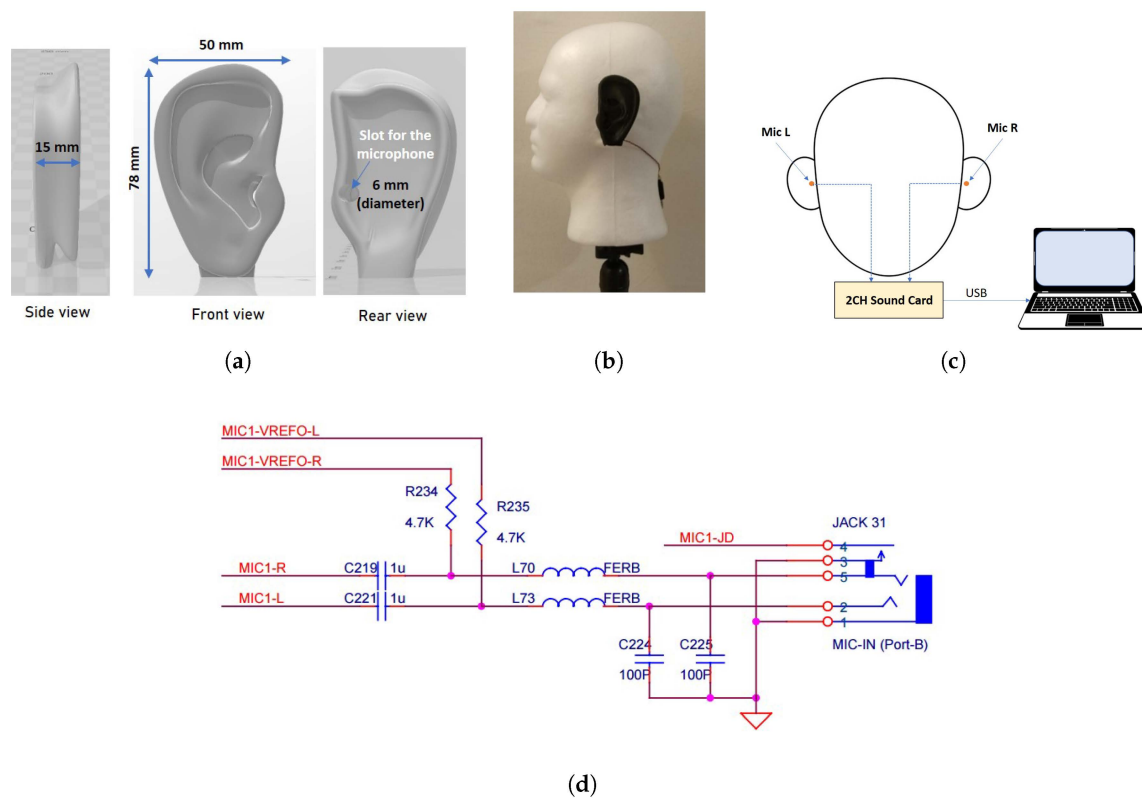 50 mm
15 mm
78 mm
Slot for the
microphone
6 mm
(diameter)
Side view
Front view
Rear view
(a)
(b)
Mic L
Mic R
2CH Sound Card
USB
(c)
MIC1-VREFO-L
MIC1-VREFO-R
R234
4.7K
R235
4.7K
MIC1-JD
JACK 31
4
3
5
2
1
MIC1-R
C219
1u
L70
FERB
MIC1-L
C221
1u
L73
FERB
C224
100P
C225
100P
MIC-IN (Port-B)
(d)